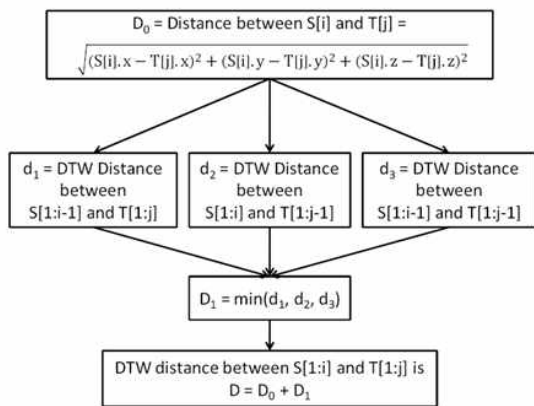 D₀ = Distance between S[i] and T[j] =
√(S[i].x − T[j].x)² + (S[i].y − T[j].y)² + (S[i].z − T[j].z)²
d₁ = DTW Distance
between
S[1:i-1] and T[1:j]
d₂ = DTW Distance
between
S[1:i] and T[1:j-1]
d₃ = DTW Distance
between
S[1:i-1] and T[1:j-1]
D₁ = min(d₁, d₂, d₃)
DTW distance between S[1:i] and T[1:j] is
D = D₀ + D₁